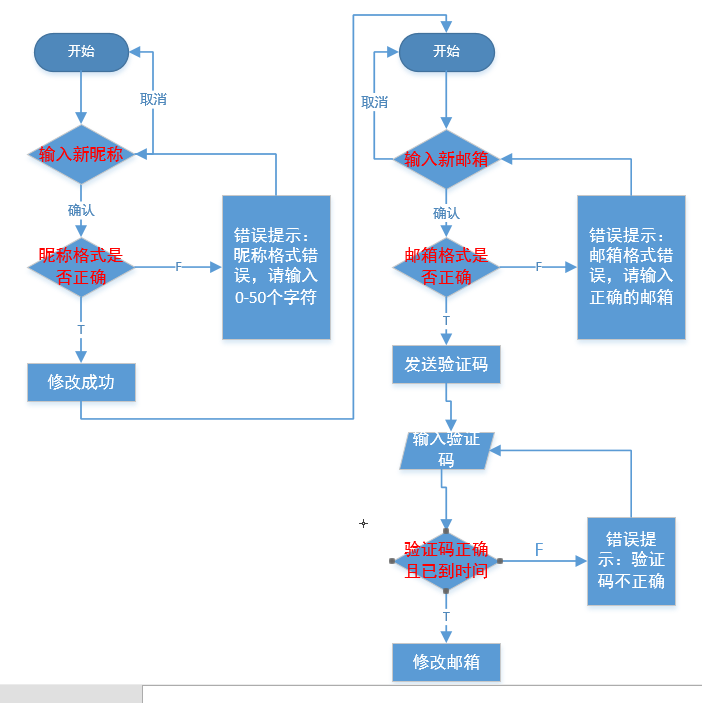 开始
取消
输入新昵称
确认
昵称格式是
否正确
F
错误提示：
昵称格式错
误，请输入
0-50个字符
T
修改成功
开始
取消
输入新邮箱
确认
邮箱格式是
否正确
F
错误提示：
邮箱格式错
误，请输入
正确的邮箱
T
发送验证码
输入验证
码
验证码正确
且已到时间
F
错误提
示：验证
码不正确
T
修改邮箱